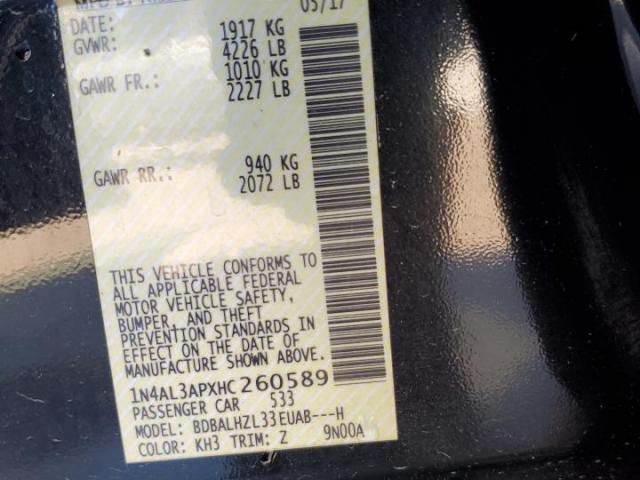 MFD BY
DATE: 05/17
GVWR: 1917 KG
4226 LB
GAWR FR.: 1010 KG
2227 LB
GAWR RR.: 940 KG
2072 LB
THIS VEHICLE CONFORMS TO
ALL APPLICABLE FEDERAL
MOTOR VEHICLE SAFETY,
BUMPER, AND THEFT
PREVENTION STANDARDS IN
EFFECT ON THE DATE OF
MANUFACTURE SHOWN ABOVE.
1N4AL3APXHC260589
PASSENGER CAR 533
MODEL: BDBALHZL33EUAB---H
COLOR: KH3 TRIM: Z 9N00A